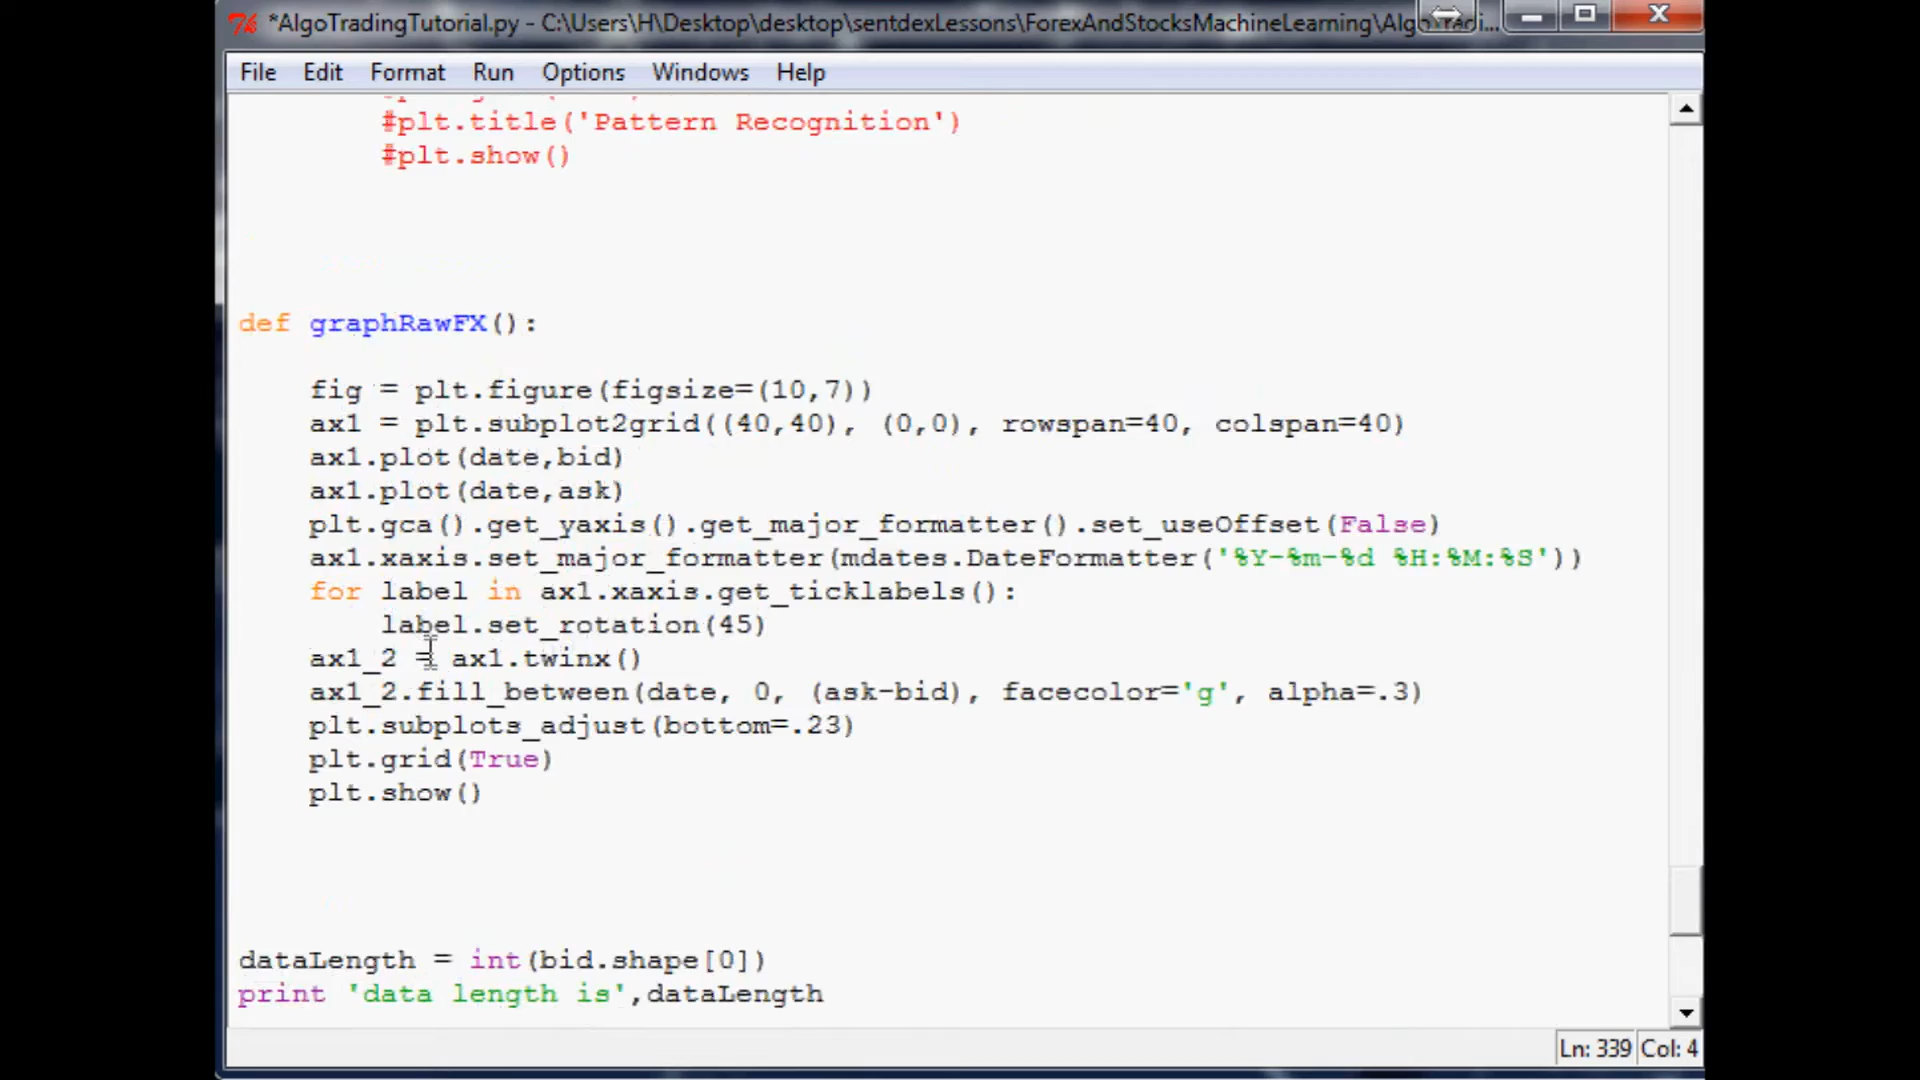 *AlgoTradingTutorial.py - C:\Users\H\Desktop\desktop\sentdexLessons\ForexAndStocksMachineLearning\Algo
File Edit Format Run Options Windows Help
#plt.title('Pattern Recognition')
#plt.show()
def graphRawFX():
fig = plt.figure(figsize=(10,7))
ax1 = plt.subplot2grid((40,40), (0,0), rowspan=40, colspan=40)
ax1.plot(date,bid)
ax1.plot(date,ask)
plt.gca().get_yaxis().get_major_formatter().set_useOffset(False)
ax1.xaxis.set_major_formatter(mdates.DateFormatter('%Y-%m-%d %H:%M:%S'))
for label in ax1.xaxis.get_ticklabels():
label.set_rotation(45)
ax1_2 = ax1.twinx()
ax1_2.fill_between(date, 0, (ask-bid), facecolor='g', alpha=.3)
plt.subplots_adjust(bottom=.23)
plt.grid(True)
plt.show()
dataLength = int(bid.shape[0])
print 'data length is',dataLength
Ln: 339 Col: 4